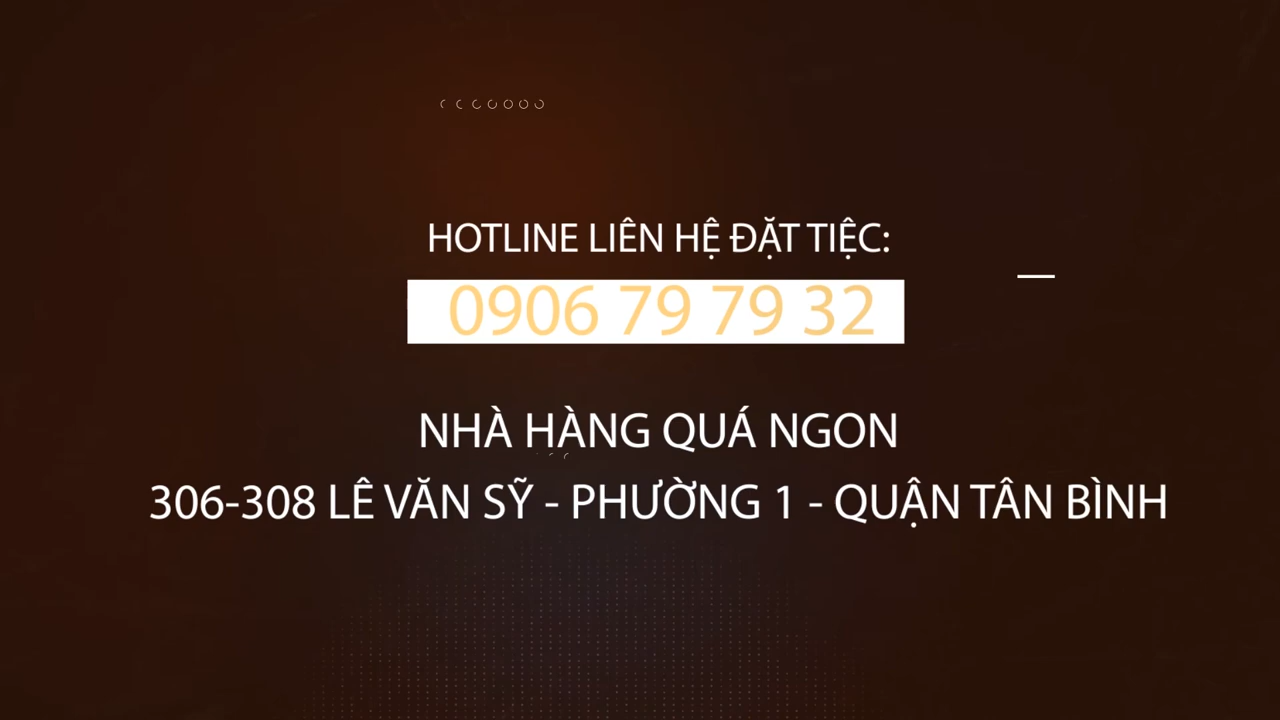 HOTLINE LIÊN HỆ ĐẶT TIỆC:
0906 79 79 32
NHÀ HÀNG QUÁ NGON
306-308 LÊ VĂN SỸ - PHƯỜNG 1 - QUẬN TÂN BÌNH